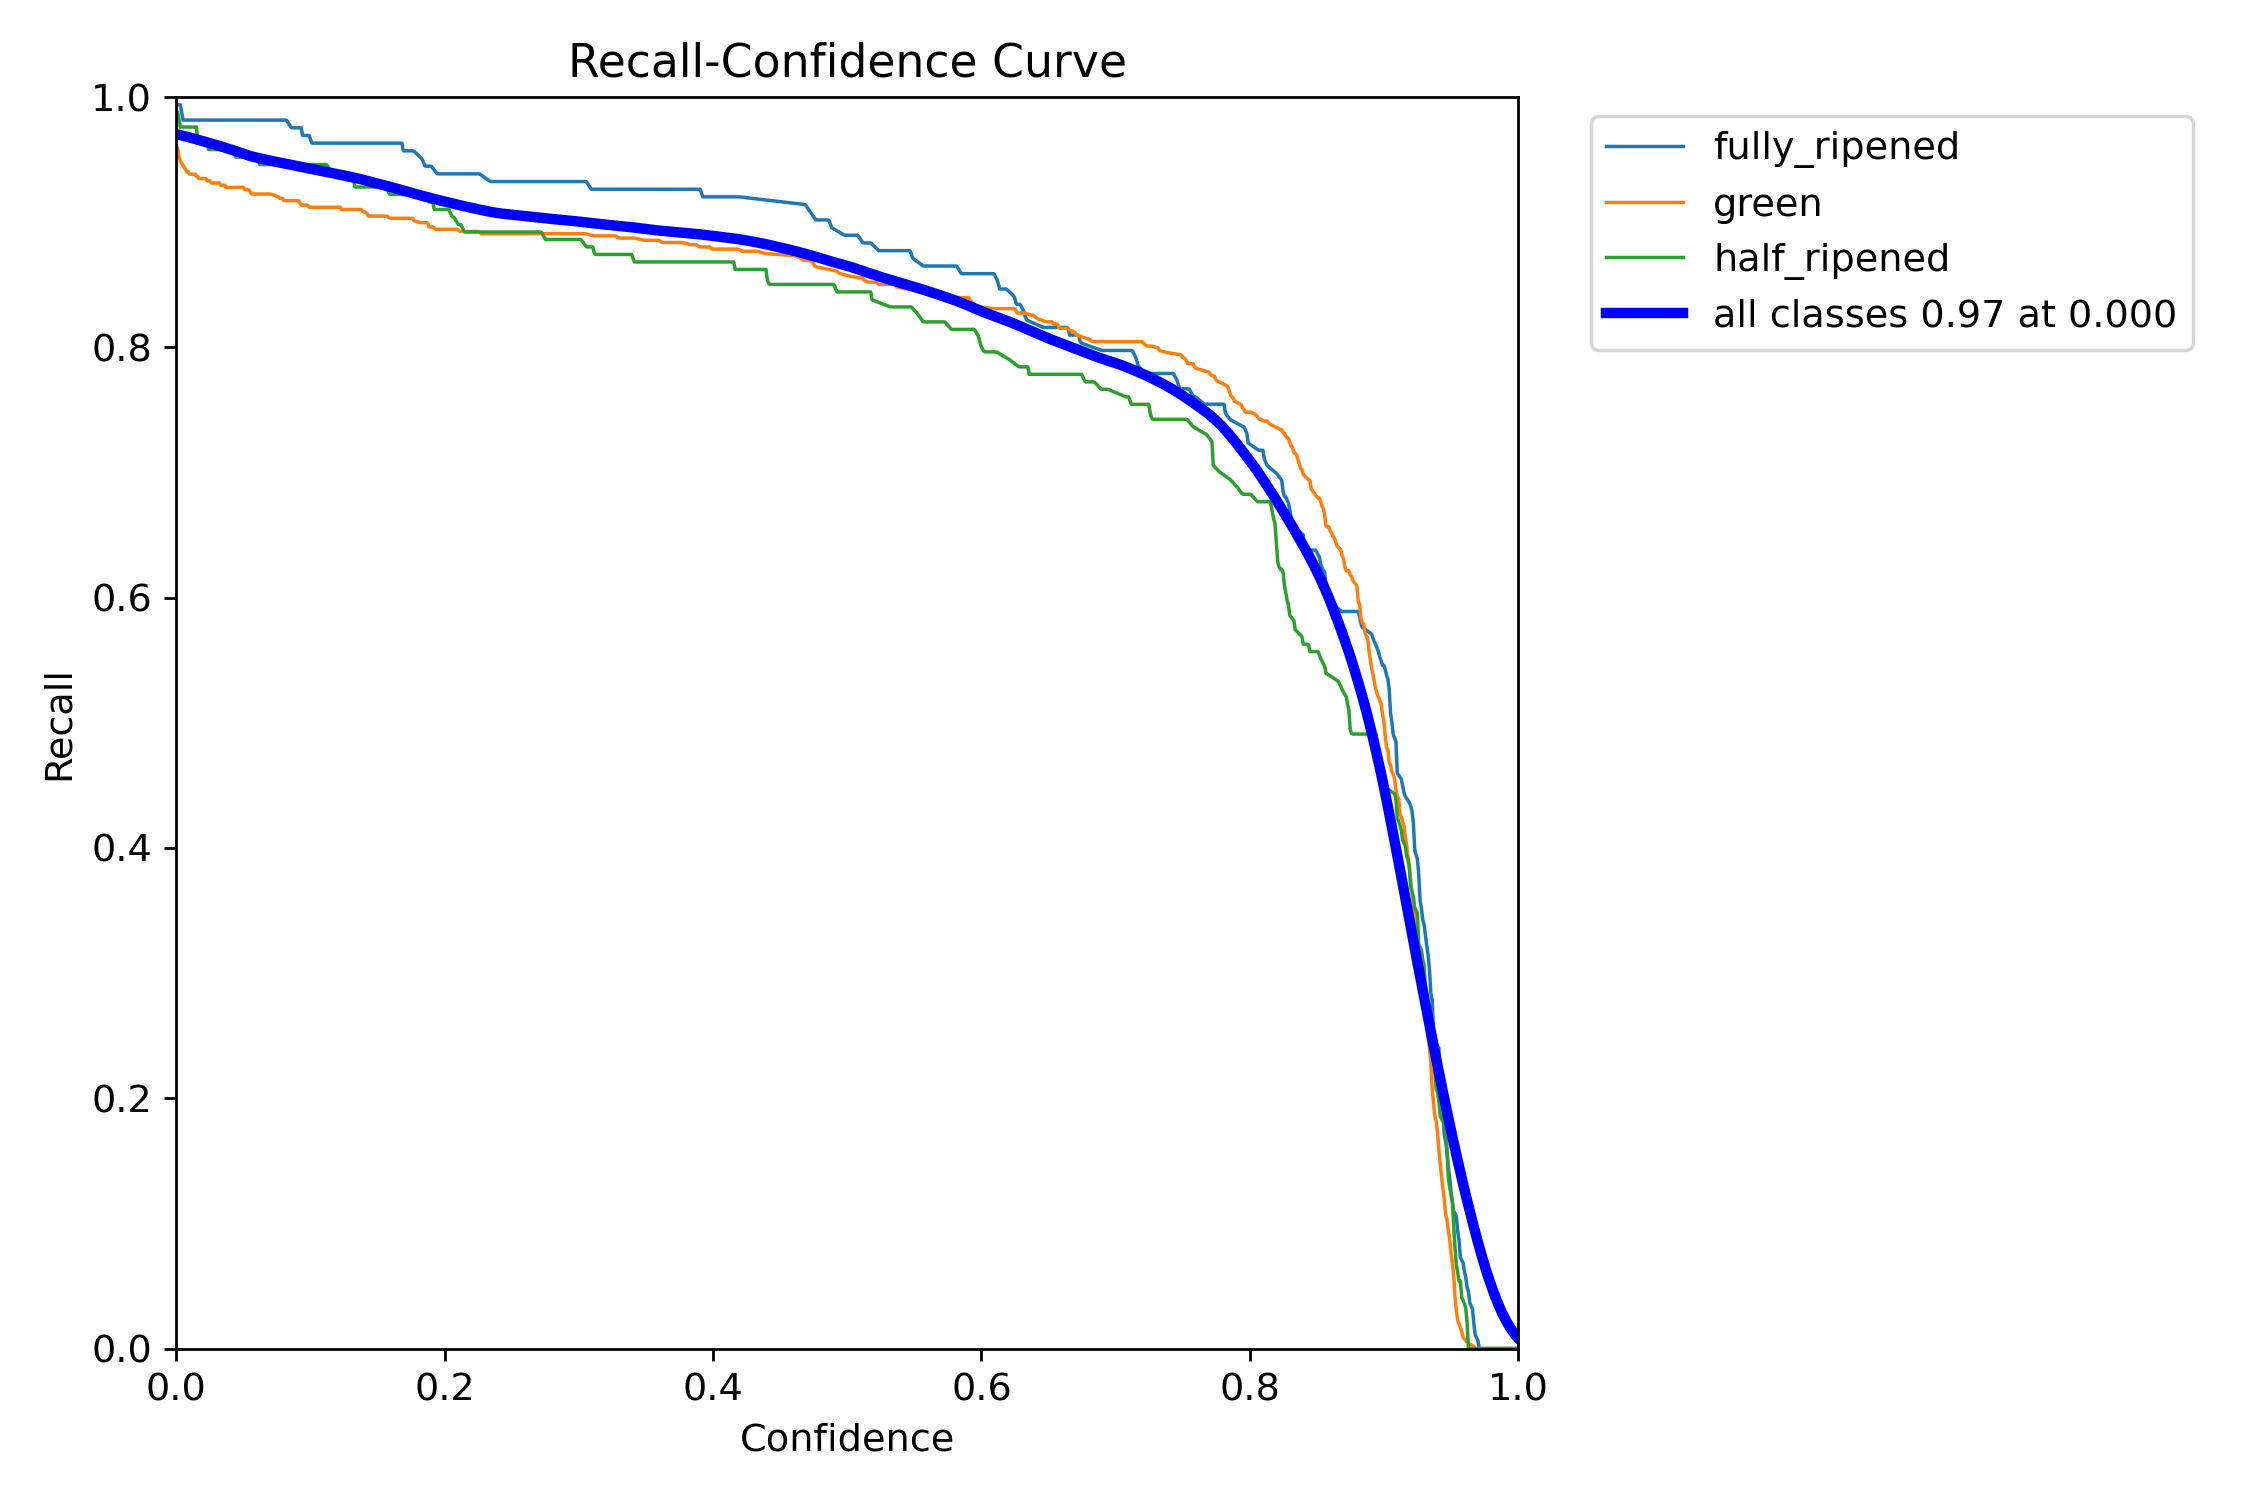 Recall-Confidence Curve
1.0
0.8
0.6
0.4
0.2
0.0
Recall
0.0 0.2 0.4 0.6 0.8 1.0
Confidence
fully_ripened
green
half_ripened
all classes 0.97 at 0.000